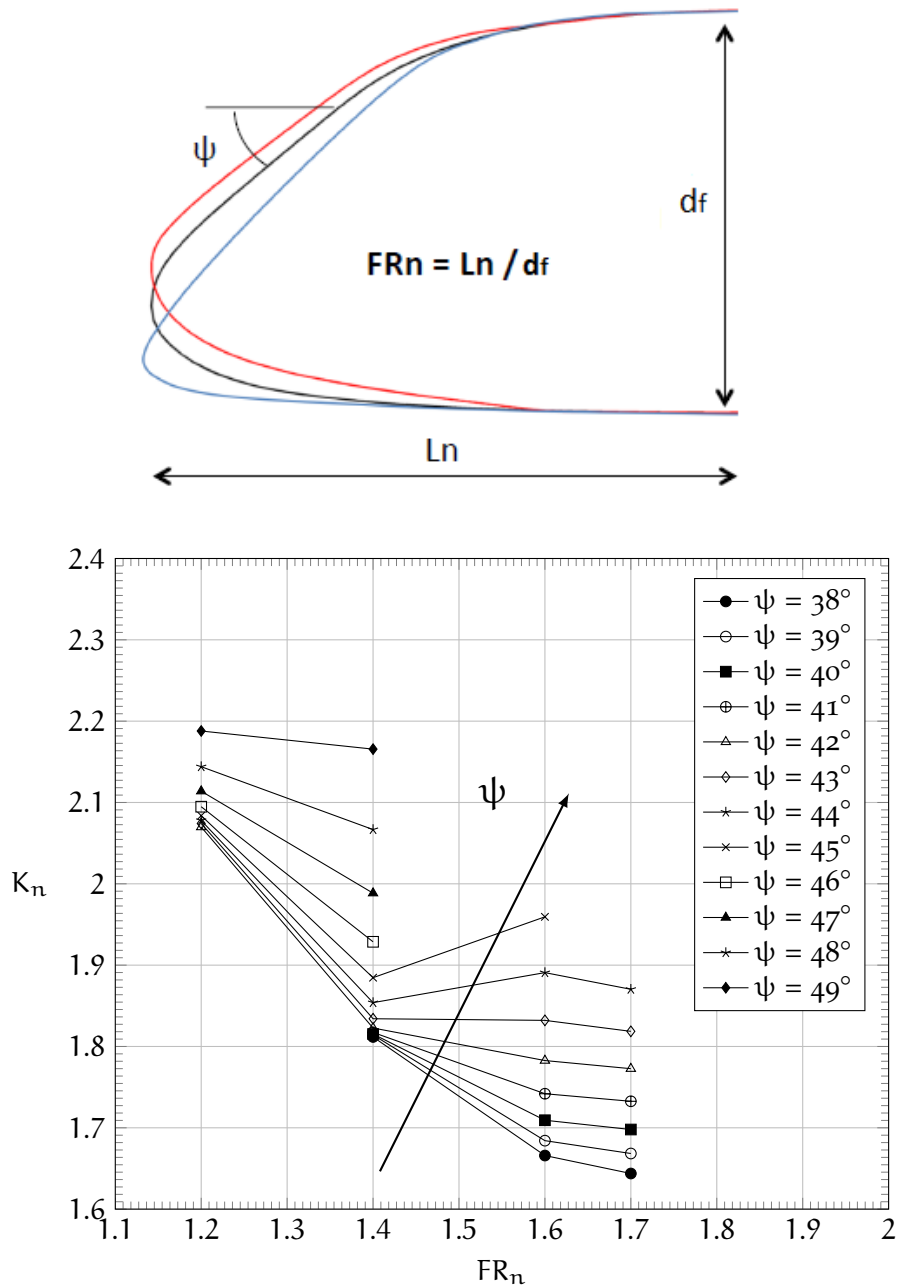 ψ
df
FRn = Ln / df
Ln
2.4
2.3
2.2
2.1
2
1.9
1.8
1.7
1.6
Kn
1.1 1.2 1.3 1.4 1.5 1.6 1.7 1.8 1.9 2
FRn
ψ
ψ = 38°
ψ = 39°
ψ = 40°
ψ = 41°
ψ = 42°
ψ = 43°
ψ = 44°
ψ = 45°
ψ = 46°
ψ = 47°
ψ = 48°
ψ = 49°